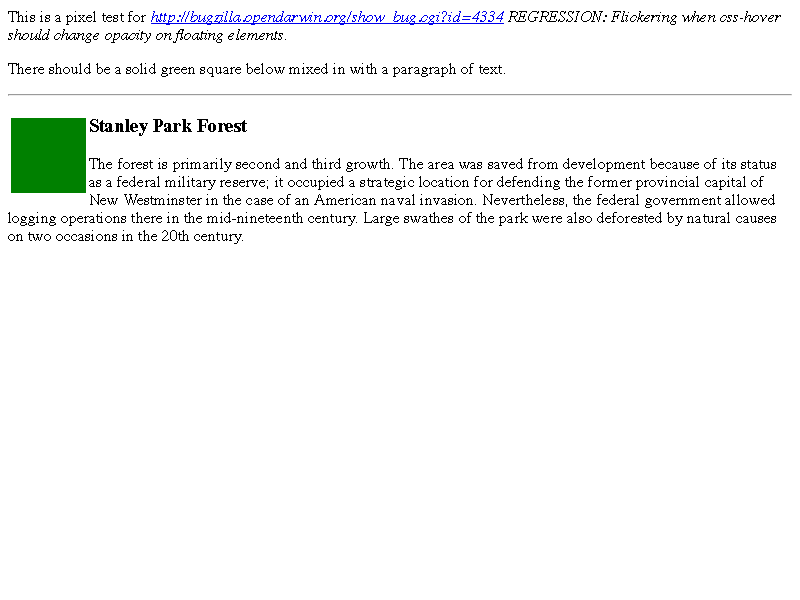 This is a pixel test for http://bugzilla.opendarwin.org/show_bug.cgi?id=4334 REGRESSION: Flickering when css-hover
should change opacity on floating elements.
There should be a solid green square below mixed in with a paragraph of text.
Stanley Park Forest
The forest is primarily second and third growth. The area was saved from development because of its status
as a federal military reserve; it occupied a strategic location for defending the former provincial capital of
New Westminster in the case of an American naval invasion. Nevertheless, the federal government allowed
logging operations there in the mid-nineteenth century. Large swathes of the park were also deforested by natural causes
on two occasions in the 20th century.